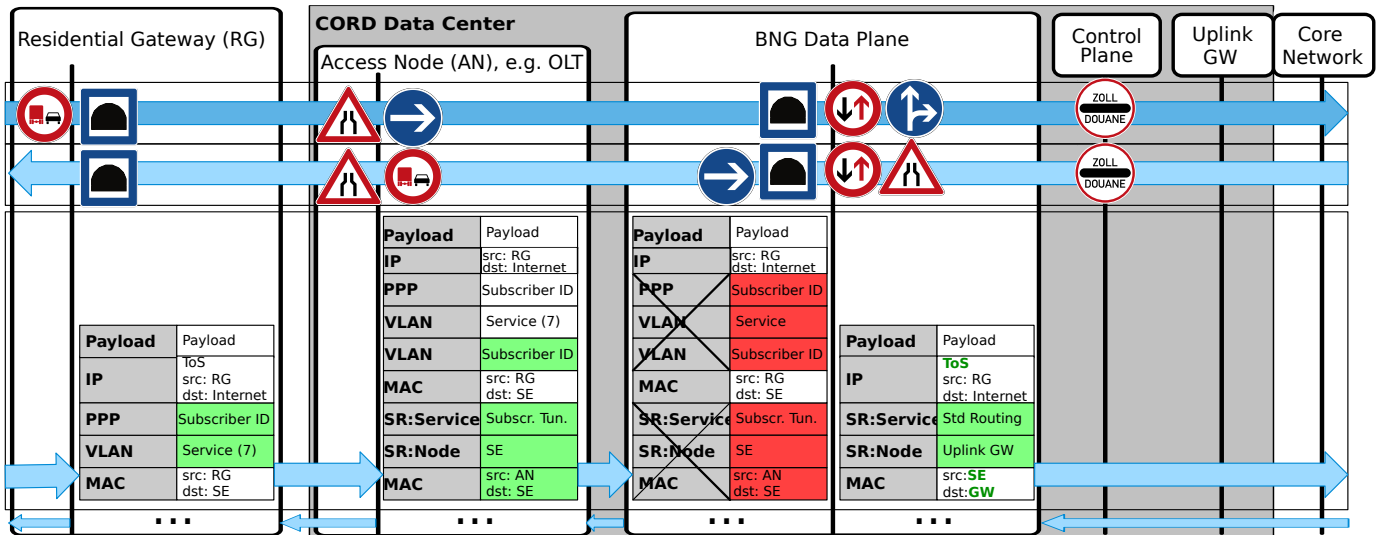 CORD Data Center
Residential Gateway (RG)
Access Node (AN), e.g. OLT
BNG Data Plane
Control
Plane
Uplink
GW
Core
Network
ZOLL
DOUANE
ZOLL
DOUANE
Payload Payload
IP ToS
src: RG
dst: Internet
PPP Subscriber ID
VLAN Service (7)
MAC src: RG
dst: SE
Payload Payload
IP src: RG
dst: Internet
PPP Subscriber ID
VLAN Service (7)
VLAN Subscriber ID
MAC src: RG
dst: SE
SR:Service Subscr. Tun.
SR:Node SE
MAC src: AN
dst: SE
Payload Payload
IP src: RG
dst: Internet
PPP Subscriber ID
VLAN Service
VLAN Subscriber ID
MAC src: RG
dst: SE
SR:Service Subscr. Tun.
SR:Node SE
MAC src: AN
dst: SE
Payload Payload
IP ToS
src: RG
dst: Internet
SR:Service Std Routing
SR:Node Uplink GW
MAC src:SE
dst:GW
... ... ... ...